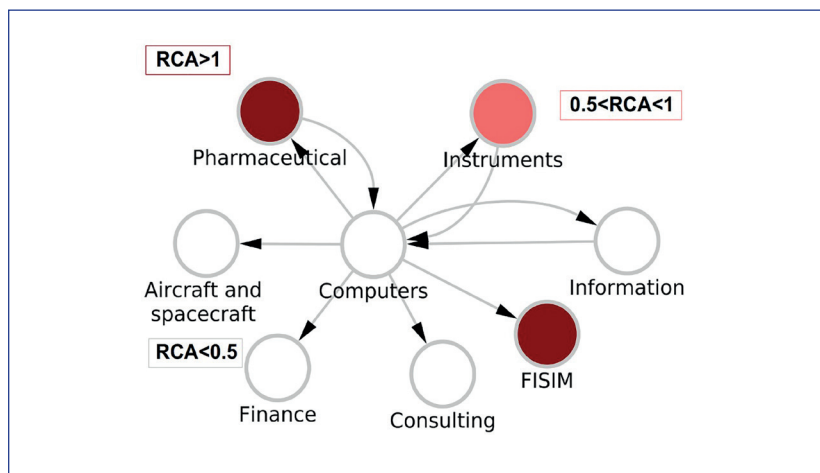 RCA>1
0.5<RCA<1
Pharmaceutical
Instruments
Aircraft and
spacecraft
Computers
Information
RCA<0.5
FISIM
Finance
Consulting